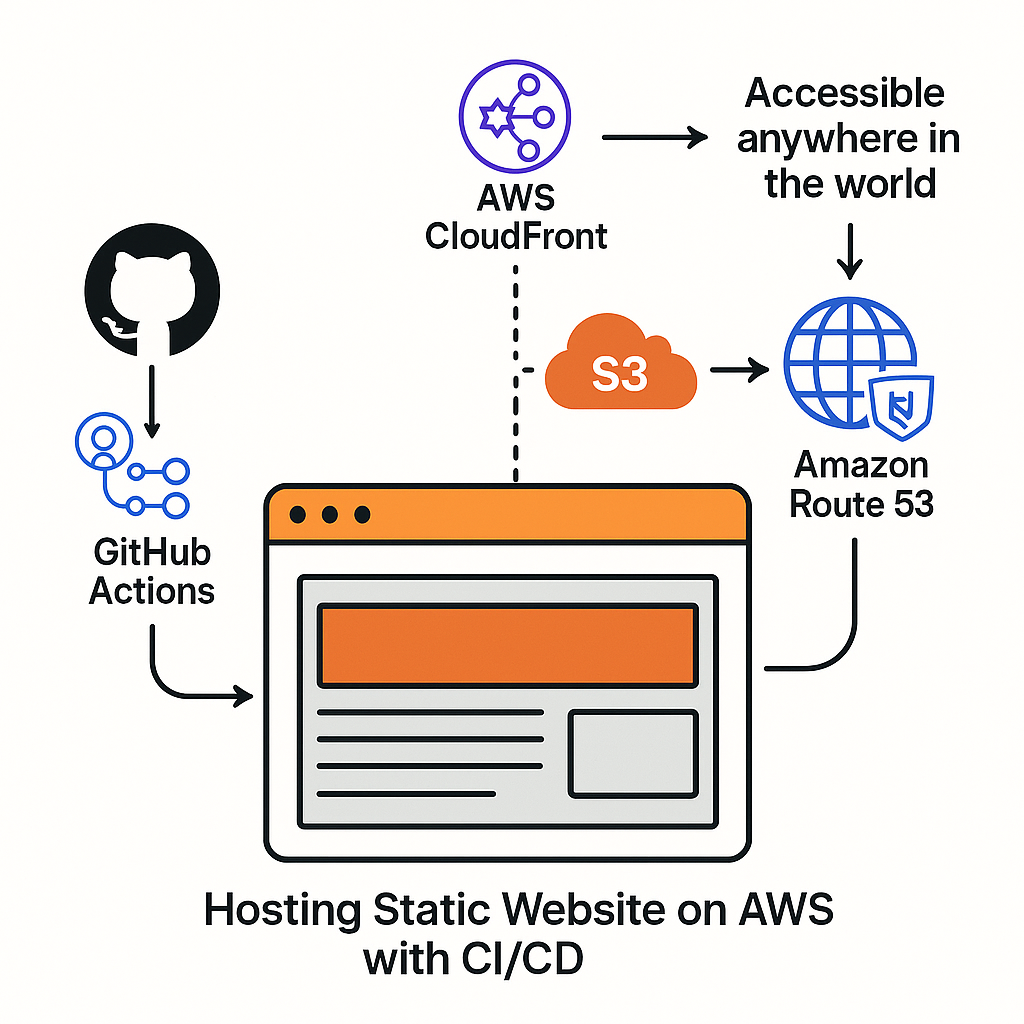 AWS
CloudFront
Accessible
anywhere in
the world
S3
Amazon
Route 53
GitHub
Actions
Hosting Static Website on AWS
with CI/CD